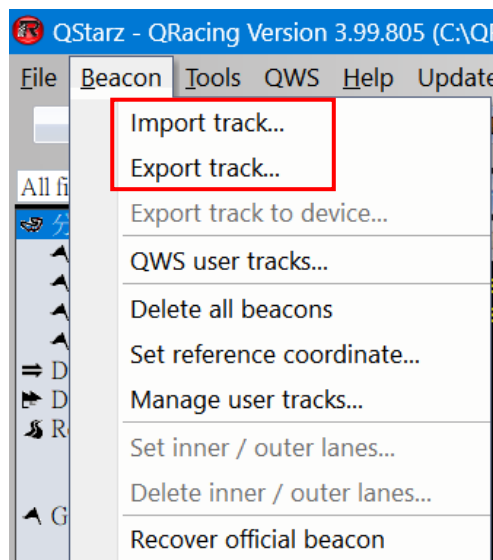 QStarz - QRacing Version 3.99.805 (C:\Q
File Beacon Tools QWS Help Update
Import track...
Export track...
All fi
Export track to device...
分
QWS user tracks...
Delete all beacons
Set reference coordinate...
D
Manage user tracks...
D
R
Set inner / outer lanes...
Delete inner / outer lanes...
G
Recover official beacon